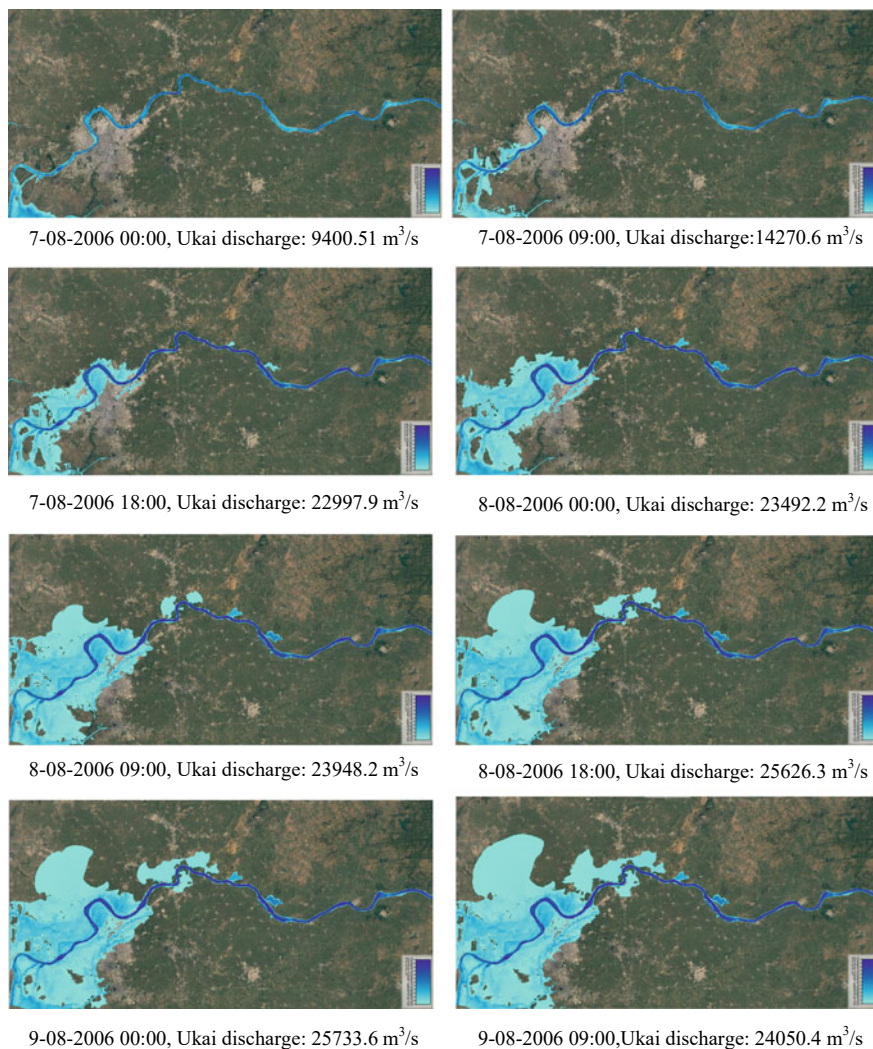 7-08-2006 00:00, Ukai discharge: 9400.51 m³/s
7-08-2006 09:00, Ukai discharge:14270.6 m³/s
7-08-2006 18:00, Ukai discharge: 22997.9 m³/s
8-08-2006 00:00, Ukai discharge: 23492.2 m³/s
8-08-2006 09:00, Ukai discharge: 23948.2 m³/s
8-08-2006 18:00, Ukai discharge: 25626.3 m³/s
9-08-2006 00:00, Ukai discharge: 25733.6 m³/s
9-08-2006 09:00,Ukai discharge: 24050.4 m³/s